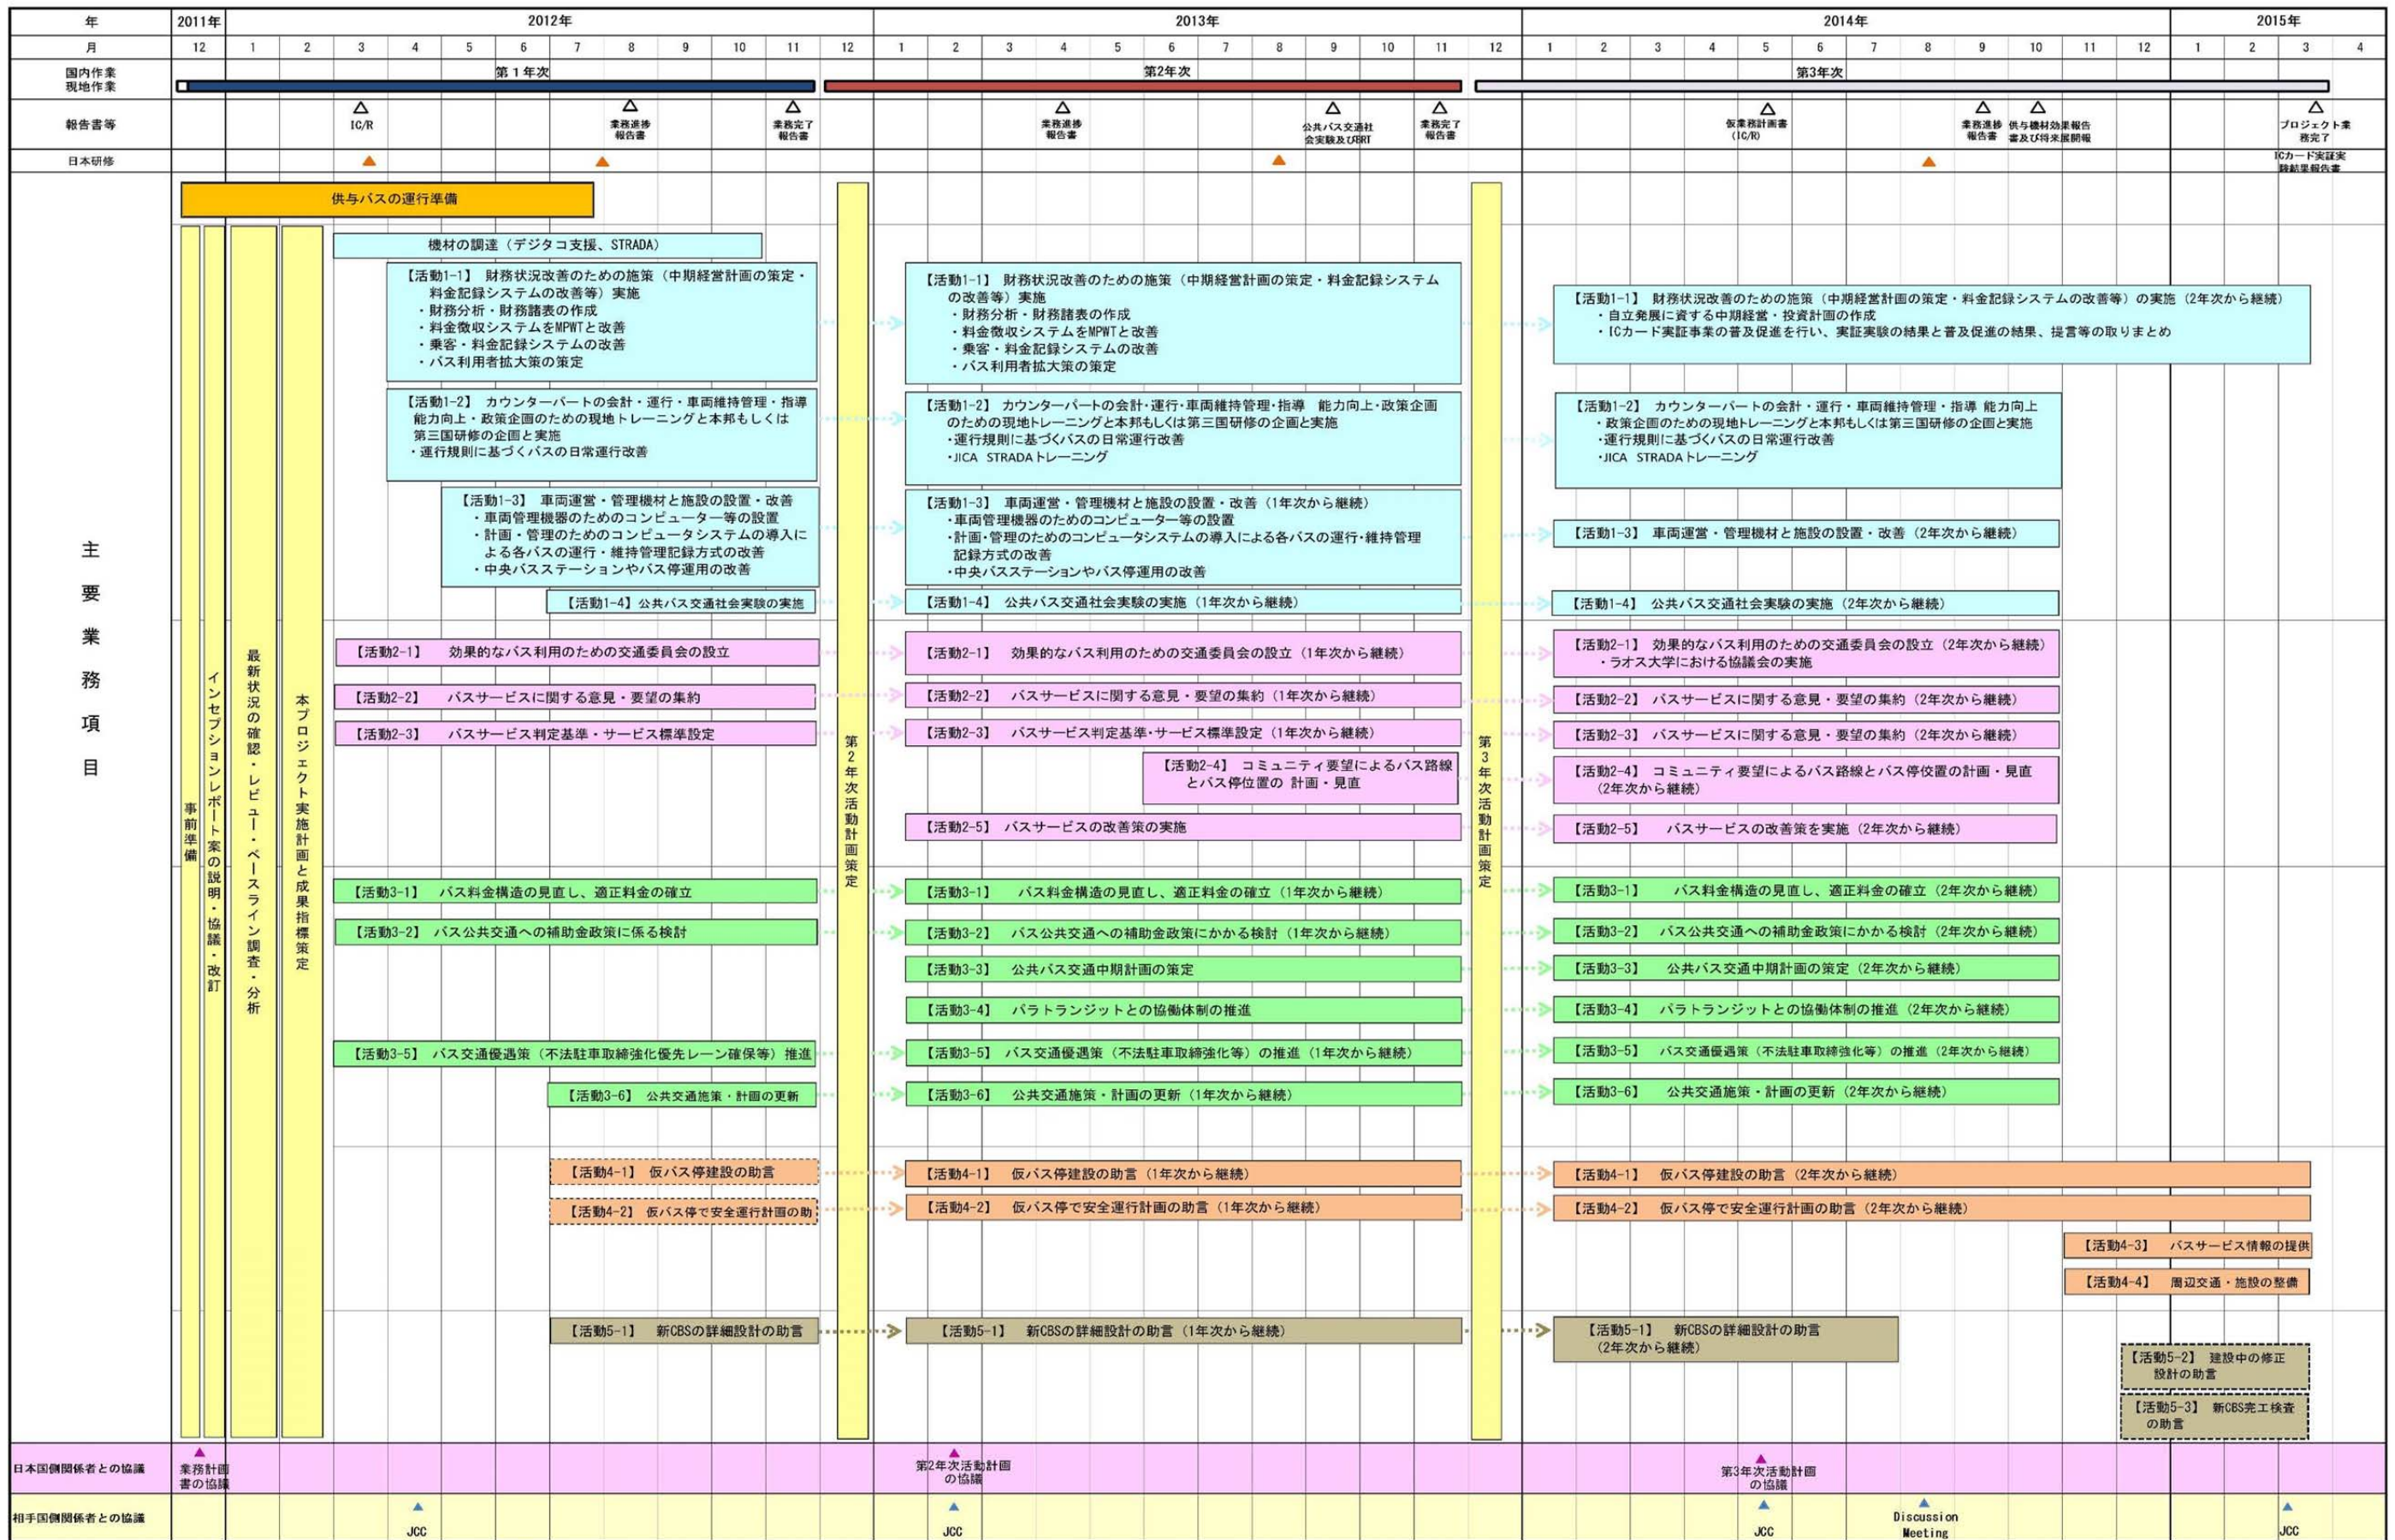 年 2011年 2012年 2013年 2014年 2015年
月 12 1 2 3 4 5 6 7 8 9 10 11 12 1 2 3 4 5 6 7 8 9 10 11 12 1 2 3 4 5 6 7 8 9 10 11 12 1 2 3 4
国内作業
現地作業
第１年次 第2年次 第3年次
報告書等
IC/R
業務進捗
報告書
業務完了
報告書
業務進捗
報告書
公共バス交通社
会実験及びBRT
業務完了
報告書
仮業務計画書
(IC/R)
業務進捗
報告書
供与機材効果報告
書及び将来展開報
プロジェクト業
務完了
ICカード実証実
験結果報告書
日本研修
主要業務項目
供与バスの運行準備
事前準備
インセプションレポート案の説明・協議・改訂
最新状況の確認・レビュー・ベースライン調査・分析
本プロジェクト実施計画と成果指標策定
機材の調達（デジタコ支援、STRADA）
【活動1-1】 財務状況改善のための施策（中期経営計画の策定・
料金記録システムの改善等）実施
・財務分析・財務諸表の作成
・料金徴収システムをMPWTと改善
・乗客・料金記録システムの改善
・バス利用者拡大策の策定
【活動1-2】 カウンターパートの会計・運行・車両維持管理・指導
能力向上・政策企画のための現地トレーニングと本邦もしくは
第三国研修の企画と実施
・運行規則に基づくバスの日常運行改善
【活動1-3】 車両運営・管理機材と施設の設置・改善
・車両管理機器のためのコンピューター等の設置
・計画・管理のためのコンピュータシステムの導入に
よる各バスの運行・維持管理記録方式の改善
・中央バスステーションやバス停運用の改善
【活動1-4】公共バス交通社会実験の実施
【活動2-1】 効果的なバス利用のための交通委員会の設立
【活動2-2】 バスサービスに関する意見・要望の集約
【活動2-3】 バスサービス判定基準・サービス標準設定
【活動3-1】 バス料金構造の見直し、適正料金の確立
【活動3-2】 バス公共交通への補助金政策に係る検討
【活動3-5】 バス交通優遇策（不法駐車取締強化優先レーン確保等）推進
【活動3-6】 公共交通施策・計画の更新
【活動4-1】 仮バス停建設の助言
【活動4-2】 仮バス停で安全運行計画の助
【活動5-1】 新CBSの詳細設計の助言
第2年次活動計画策定
【活動1-1】 財務状況改善のための施策（中期経営計画の策定・料金記録システム
の改善等）実施
・財務分析・財務諸表の作成
・料金徴収システムをMPWTと改善
・乗客・料金記録システムの改善
・バス利用者拡大策の策定
【活動1-2】 カウンターパートの会計・運行・車両維持管理・指導 能力向上・政策企画
のための現地トレーニングと本邦もしくは第三国研修の企画と実施
・運行規則に基づくバスの日常運行改善
・JICA STRADAトレーニング
【活動1-3】 車両運営・管理機材と施設の設置・改善（1年次から継続）
・車両管理機器のためのコンピューター等の設置
・計画・管理のためのコンピュータシステムの導入による各バスの運行・維持管理
記録方式の改善
・中央バスステーションやバス停運用の改善
【活動1-4】 公共バス交通社会実験の実施（1年次から継続）
【活動2-1】 効果的なバス利用のための交通委員会の設立（1年次から継続）
【活動2-2】 バスサービスに関する意見・要望の集約（1年次から継続）
【活動2-3】 バスサービス判定基準・サービス標準設定（1年次から継続）
【活動2-4】 コミュニティ要望によるバス路線
とバス停位置の 計画・見直
【活動2-5】 バスサービスの改善策の実施
【活動3-1】 バス料金構造の見直し、適正料金の確立（1年次から継続）
【活動3-2】 バス公共交通への補助金政策にかかる検討（1年次から継続）
【活動3-3】 公共バス交通中期計画の策定
【活動3-4】 パラトランジットとの協働体制の推進
【活動3-5】 バス交通優遇策（不法駐車取締強化等）の推進（1年次から継続）
【活動3-6】 公共交通施策・計画の更新（1年次から継続）
【活動4-1】 仮バス停建設の助言（1年次から継続）
【活動4-2】 仮バス停で安全運行計画の助言（1年次から継続）
【活動5-1】 新CBSの詳細設計の助言（1年次から継続）
第3年次活動計画策定
【活動1-1】 財務状況改善のための施策（中期経営計画の策定・料金記録システムの改善等）の実施（2年次から継続）
・自立発展に資する中期経営・投資計画の作成
・ICカード実証事業の普及促進を行い、実証実験の結果と普及促進の結果、提言等の取りまとめ
【活動1-2】 カウンターパートの会計・運行・車両維持管理・指導 能力向上
・政策企画のための現地トレーニングと本邦もしくは第三国研修の企画と実施
・運行規則に基づくバスの日常運行改善
・JICA STRADAトレーニング
【活動1-3】 車両運営・管理機材と施設の設置・改善（2年次から継続）
【活動1-4】 公共バス交通社会実験の実施（2年次から継続）
【活動2-1】 効果的なバス利用のための交通委員会の設立（2年次から継続）
・ラオス大学における協議会の実施
【活動2-2】 バスサービスに関する意見・要望の集約（2年次から継続）
【活動2-3】 バスサービスに関する意見・要望の集約（2年次から継続）
【活動2-4】 コミュニティ要望によるバス路線とバス停位置の計画・見直
（2年次から継続）
【活動2-5】 バスサービスの改善策を実施（2年次から継続）
【活動3-1】 バス料金構造の見直し、適正料金の確立（2年次から継続）
【活動3-2】 バス公共交通への補助金政策にかかる検討（2年次から継続）
【活動3-3】 公共バス交通中期計画の策定（2年次から継続）
【活動3-4】 パラトランジットとの協働体制の推進（2年次から継続）
【活動3-5】 バス交通優遇策（不法駐車取締強化等）の推進（2年次から継続）
【活動3-6】 公共交通施策・計画の更新（2年次から継続）
【活動4-1】 仮バス停建設の助言（2年次から継続）
【活動4-2】 仮バス停で安全運行計画の助言（2年次から継続）
【活動4-3】 バスサービス情報の提供
【活動4-4】 周辺交通・施設の整備
【活動5-1】 新CBSの詳細設計の助言
（2年次から継続）
【活動5-2】 建設中の修正
設計の助言
【活動5-3】 新CBS完工検査
の助言
日本国側関係者との協議
業務計画
書の協議
第2年次活動計画
の協議
第3年次活動計画
の協議
相手国側関係者との協議
JCC
JCC
JCC
Discussion
Meeting
JCC